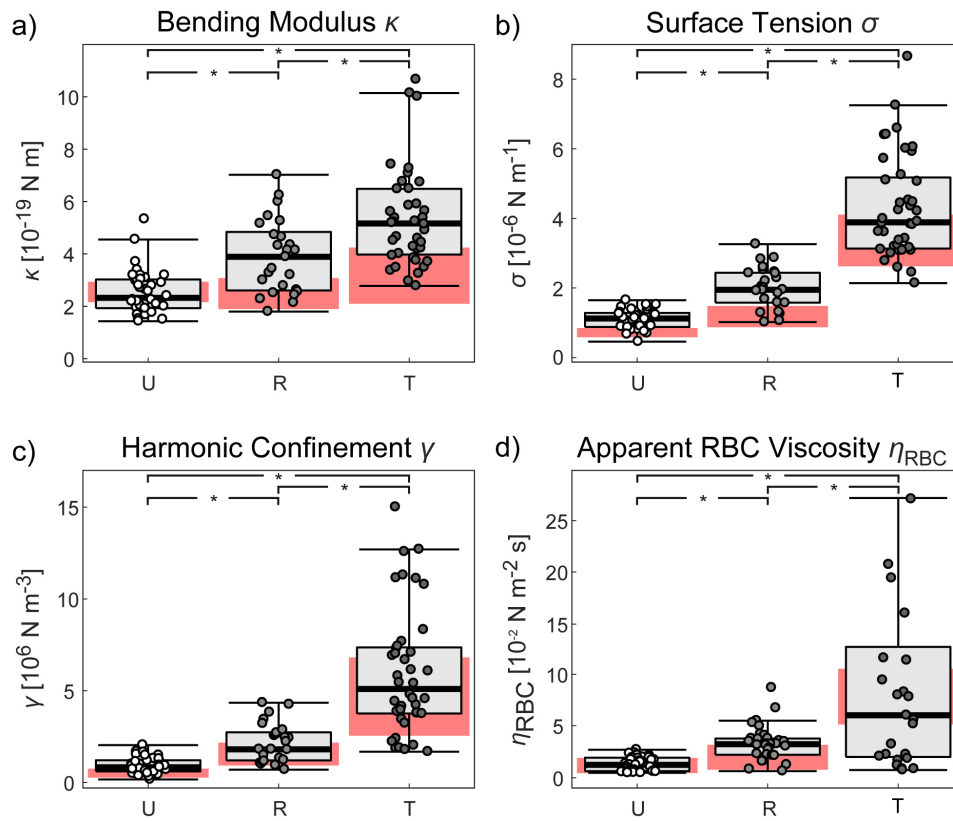 a) Bending Modulus κ
* * *
κ [10-19 N m]
10
8
6
4
2
0
U R T
b) Surface Tension σ
* * *
σ [10-6 N m-1]
8
6
4
2
0
U R T
c) Harmonic Confinement γ
* * *
γ [106 N m-3]
15
10
5
0
U R T
d) Apparent RBC Viscosity ηRBC
* * *
ηRBC [10-2 N m-2 s]
25
20
15
10
5
0
U R T